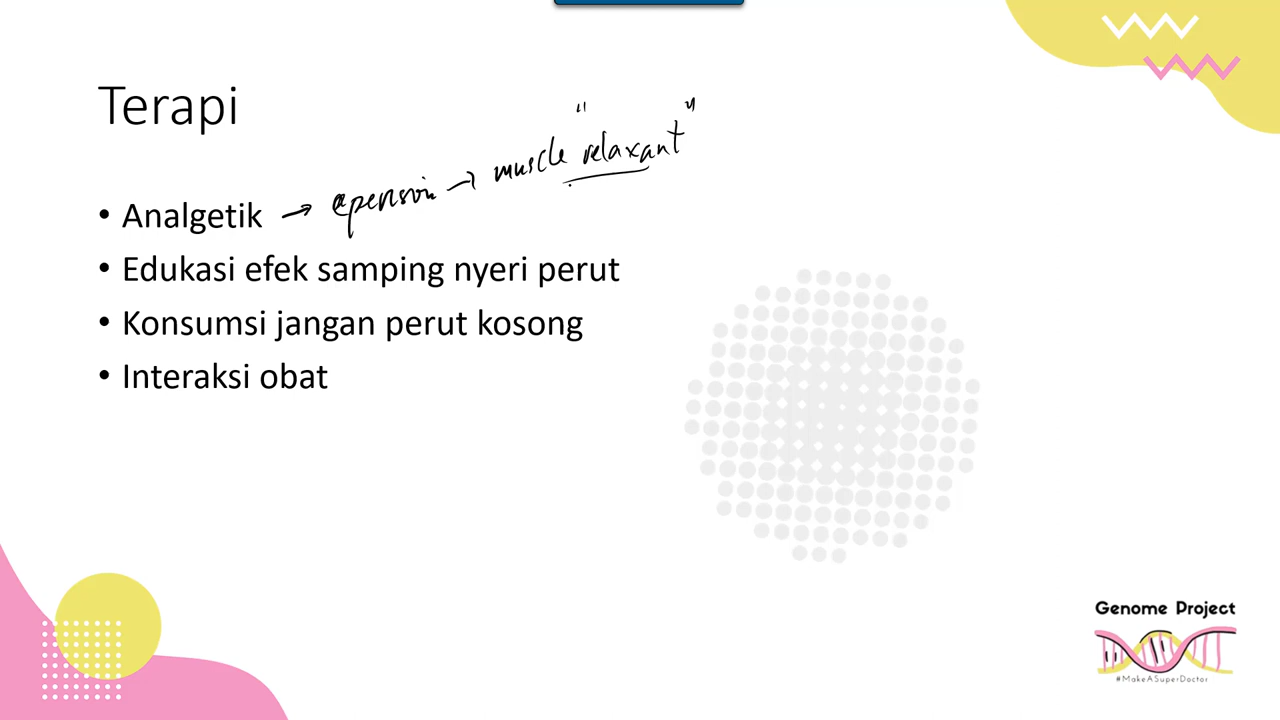 Terapi
• Analgetik → eperison → muscle "relaxant"
• Edukasi efek samping nyeri perut
• Konsumsi jangan perut kosong
• Interaksi obat
Genome Project
#MakeASuperDoctor